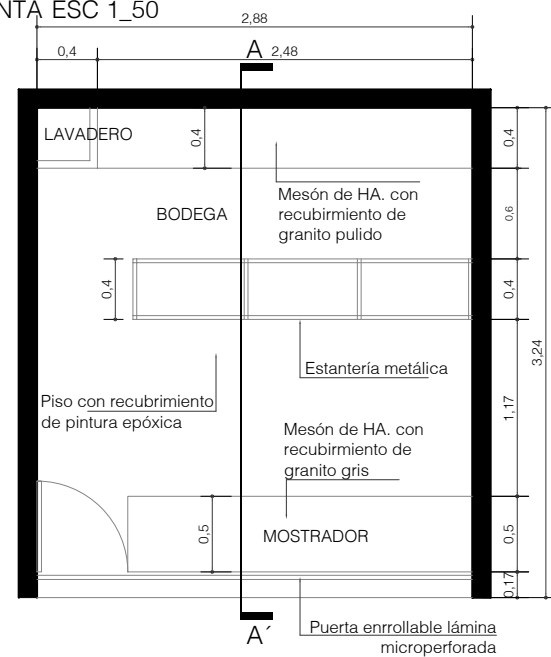 NTA ESC 1_50
2,88
0,4
A
2,48
LAVADERO
0,4
0,4
Mesón de HA. con
recubirmiento de
granito pulido
BODEGA
0,6
0,4
0,4
3,24
Estantería metálica
Piso con recubrimiento
de pintura epóxica
1,17
Mesón de HA. con
recubirmiento de
granito gris
0,5
MOSTRADOR
0,5
0,17
A´
Puerta enrrollable lámina
microperforada